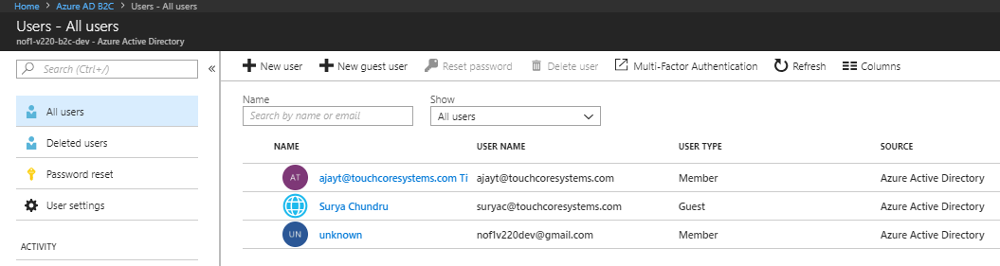 Home > Azure AD B2C > Users - All users
Users - All users
nof1-v220-b2c-dev - Azure Active Directory
Search (Ctrl+/)
«
All users
Deleted users
Password reset
User settings
ACTIVITY
New user New guest user Reset password Delete user Multi-Factor Authentication Refresh Columns
Name Show
Search by name or email All users
NAME USER NAME USER TYPE SOURCE
AT ajayt@touchcoresystems.com Ti ajayt@touchcoresystems.com Member Azure Active Directory
Surya Chundru suryac@touchcoresystems.com Guest Azure Active Directory
UN unknown nof1v220dev@gmail.com Member Azure Active Directory